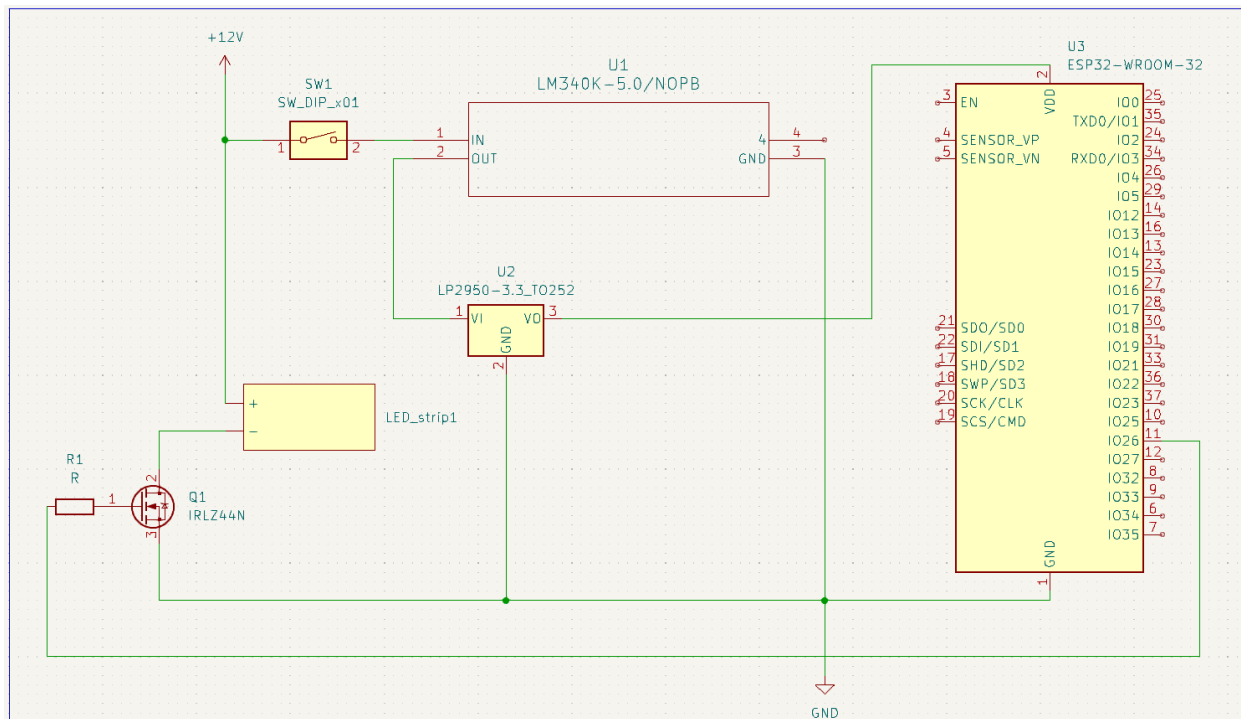 +12V
SW1
SW_DIP_x01
1
2
U1
LM340K-5.0/NOPB
1
IN
2
OUT
4
4
GND
3
U2
LP2950-3.3_TO252
1
VI
VO
3
GND
2
+
-
LED_strip1
R1
R
1
2
Q1
IRLZ44N
3
GND
U3
ESP32-WROOM-32
2
VDD
3
EN
4
SENSOR_VP
5
SENSOR_VN
21
SDO/SD0
22
SDI/SD1
17
SHD/SD2
18
SWP/SD3
20
SCK/CLK
19
SCS/CMD
IO0
25
TXD0/IO1
35
IO2
24
RXD0/IO3
34
IO4
26
IO5
29
IO12
14
IO13
16
IO14
13
IO15
23
IO16
27
IO17
28
IO18
30
IO19
31
IO21
33
IO22
36
IO23
37
IO25
10
IO26
11
IO27
12
IO32
8
IO33
9
IO34
6
IO35
7
GND
1